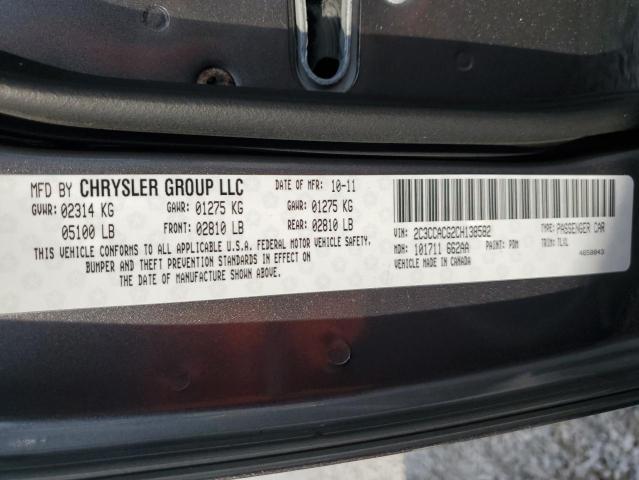 MFD BY CHRYSLER GROUP LLC DATE OF MFR: 10-11
GVWR: 02314 KG GAWR: 01275 KG GAWR: 01275 KG
05100 LB FRONT: 02810 LB REAR: 02810 LB
THIS VEHICLE CONFORMS TO ALL APPLICABLE U.S.A. FEDERAL MOTOR VEHICLE SAFETY,
BUMPER AND THEFT PREVENTION STANDARDS IN EFFECT ON
THE DATE OF MANUFACTURE SHOWN ABOVE.
VIN: 2C3CCACG2CH138582 TYPE: PASSENGER CAR
MDH: 101711 662AA PAINT: PDM TRIM: TLXL
VEHICLE MADE IN CANADA